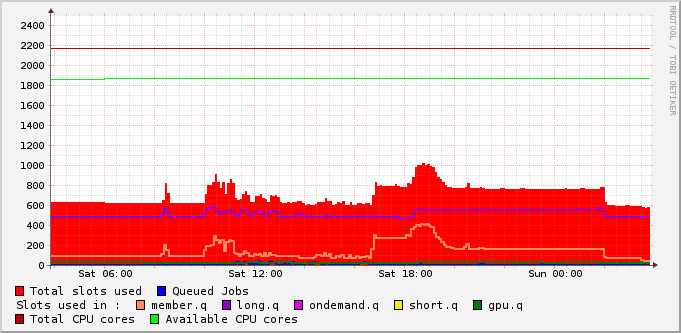 2400
2200
2000
1800
1600
1400
1200
1000
800
600
400
200
0
Sat 06:00 Sat 12:00 Sat 18:00 Sun 00:00
Total slots used Queued Jobs
Slots used in : member.q long.q ondemand.q short.q gpu.q
Total CPU cores Available CPU cores
RRDTOOL / TOBI OETIKER